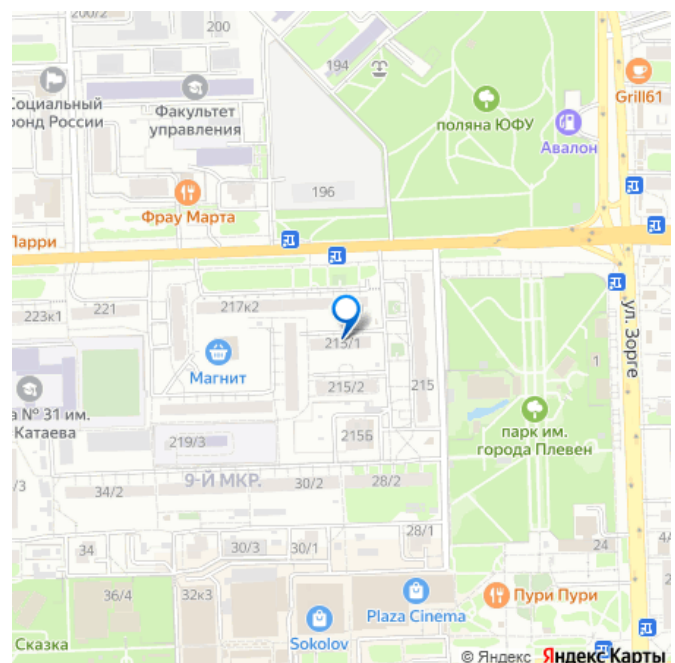 200/2
200
194
Социальный
фонд России
Факультет
управления
поляна ЮФУ
Grill61
Авалон
196
Фрау Марта
Ларри
223к1
221
217к2
ул. Зорге
1
Магнит
215/2
215
№ 31 им.
Катаева
219/3
215Б
парк им.
города Плевен
9-Й МКР.
/3
34/2
30/2
28/2
28/1
34
30/3
30/1
24
36/4
32к3
Plaza Cinema
Пури Пури
Сказка
Sokolov
© Яндекс Яндекс Карты